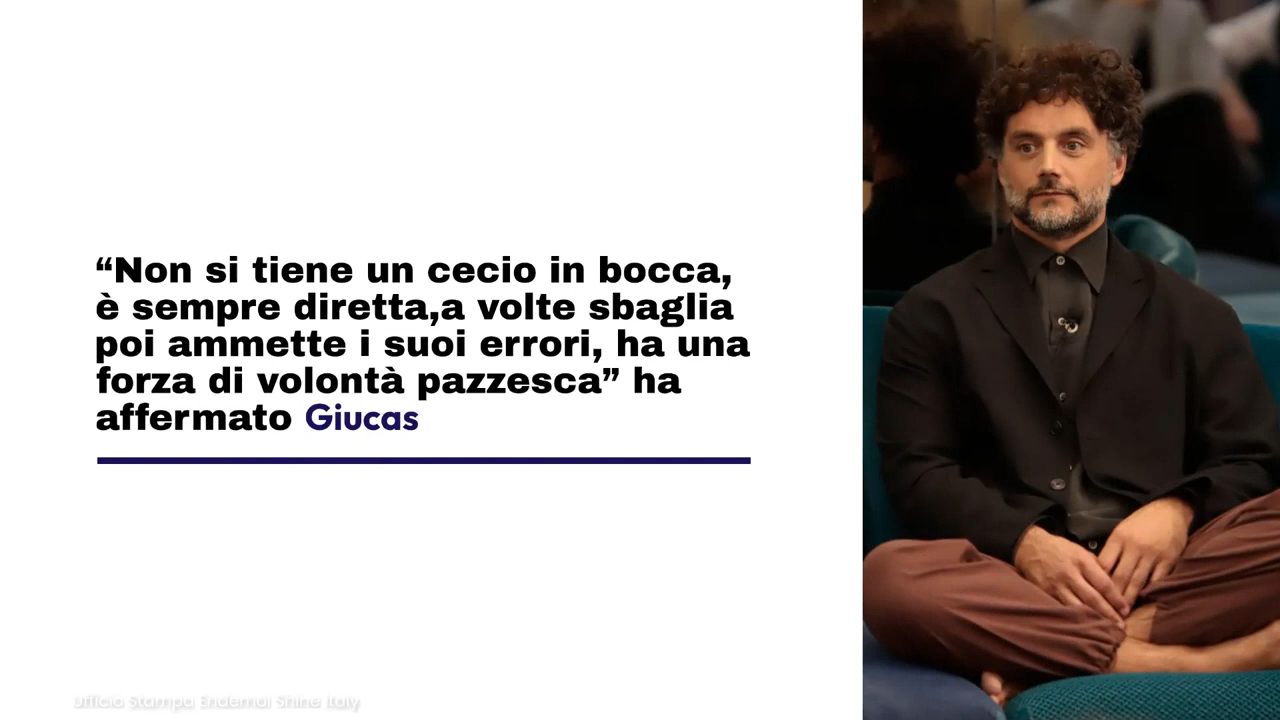 “Non si tiene un cecio in bocca,
è sempre diretta,a volte sbaglia
poi ammette i suoi errori, ha una
forza di volontà pazzesca” ha
affermato Giucas
Ufficio Stampa Endemol Shine Italy